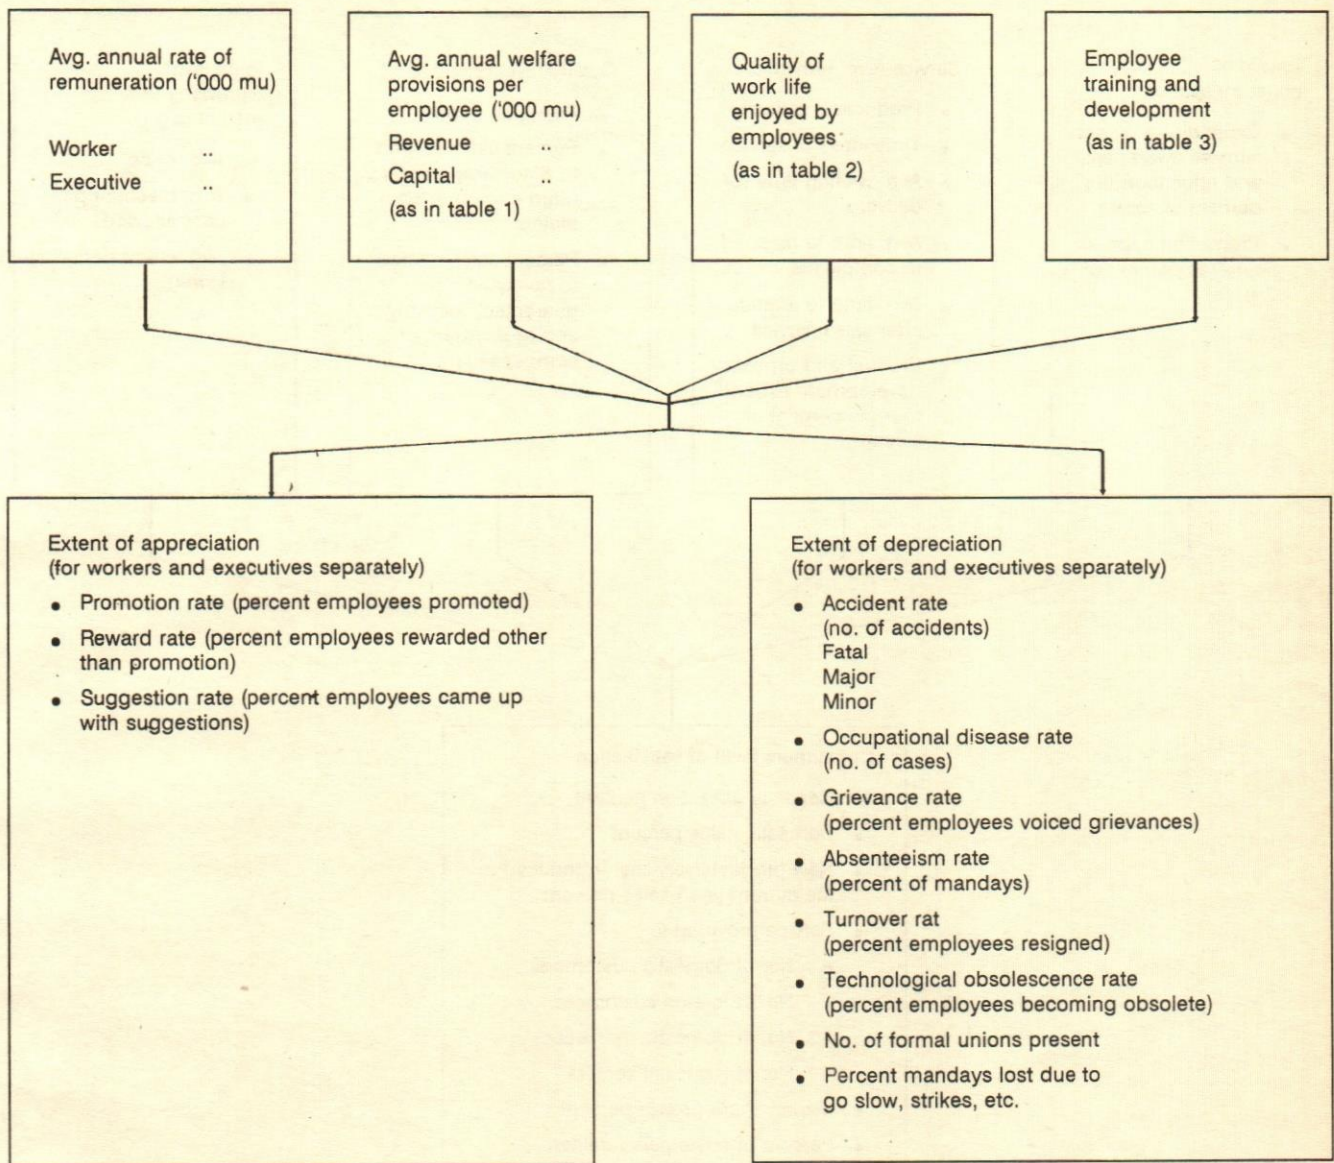 Avg. annual rate of
remuneration ('000 mu)
Worker ..
Executive ..
Avg. annual welfare
provisions per
employee ('000 mu)
Revenue ..
Capital ..
(as in table 1)
Quality of
work life
enjoyed by
employees
(as in table 2)
Employee
training and
development
(as in table 3)
Extent of appreciation
(for workers and executives separately)
• Promotion rate (percent employees promoted)
• Reward rate (percent employees rewarded other
than promotion)
• Suggestion rate (percent employees came up
with suggestions)
Extent of depreciation
(for workers and executives separately)
• Accident rate
(no. of accidents)
Fatal
Major
Minor
• Occupational disease rate
(no. of cases)
• Grievance rate
(percent employees voiced grievances)
• Absenteeism rate
(percent of mandays)
• Turnover rat
(percent employees resigned)
• Technological obsolescence rate
(percent employees becoming obsolete)
• No. of formal unions present
• Percent mandays lost due to
go slow, strikes, etc.